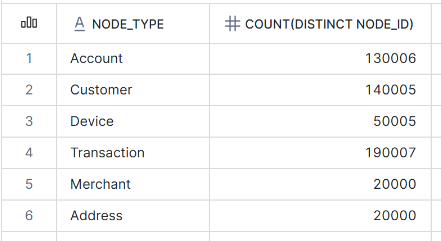 NODE_TYPE COUNT(DISTINCT NODE_ID)
1 Account 130006
2 Customer 140005
3 Device 50005
4 Transaction 190007
5 Merchant 20000
6 Address 20000